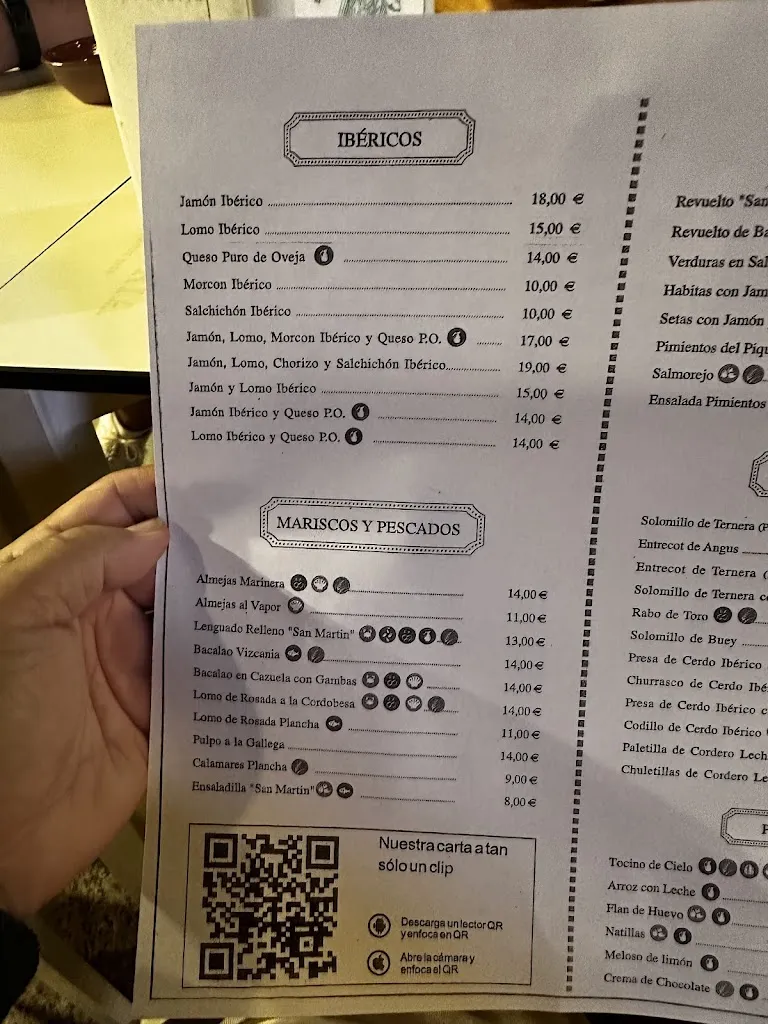 IBÉRICOS
Jamón Ibérico 18,00 €
Lomo Ibérico 15,00 €
Queso Puro de Oveja 14,00 €
Morcon Ibérico 10,00 €
Salchichón Ibérico 10,00 €
Jamón, Lomo, Morcon Ibérico y Queso P.O. 17,00 €
Jamón, Lomo, Chorizo y Salchichón Ibérico 19,00 €
Jamón y Lomo Ibérico 15,00 €
Jamón Ibérico y Queso P.O. 14,00 €
Lomo Ibérico y Queso P.O. 14,00 €
MARISCOS Y PESCADOS
Almejas Marinera 14,00 €
Almejas al Vapor 11,00 €
Lenguado Relleno "San Martin" 13,00 €
Bacalao Vizcania 14,00 €
Bacalao en Cazuela con Gambas 14,00 €
Lomo de Rosada a la Cordobesa 14,00 €
Lomo de Rosada Plancha 11,00 €
Pulpo a la Gallega 14,00 €
Calamares Plancha 9,00 €
Ensaladilla "San Martin" 8,00 €
Nuestra carta a tan
sólo un clip
Descarga un lector QR
y enfoca en QR
Abre la cámara y
enfoca el QR
Revuelto "San
Revuelto de
Verduras en
Habitas con
Setas con Jamón
Pimientos del
Salmorejo
Ensalada Pimientos
Solomillo de Ternera
Entrecot de Angus
Entrecot de Ternera
Solomillo de Ternera
Rabo de Toro
Solomillo de Buey
Presa de Cerdo Ibérico
Churrasco de Cerdo
Presa de Cerdo Ibérico
Codillo de Cerdo Ibérico
Paletilla de Cordero
Chuletillas de Cordero
Tocino de Cielo
Arroz con Leche
Flan de Huevo
Natillas
Meloso de limón
Crema de Chocolate